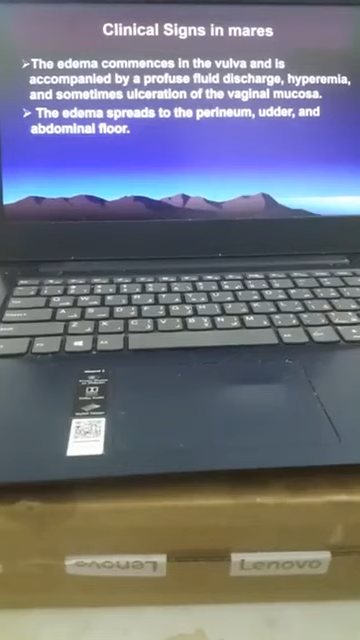 Clinical Signs in mares
➢The edema commences in the vulva and is
accompanied by a profuse fluid discharge, hyperemia,
and sometimes ulceration of the vaginal mucosa.
➢ The edema spreads to the perineum, udder, and
abdominal floor.
Lenovo
Lenovo